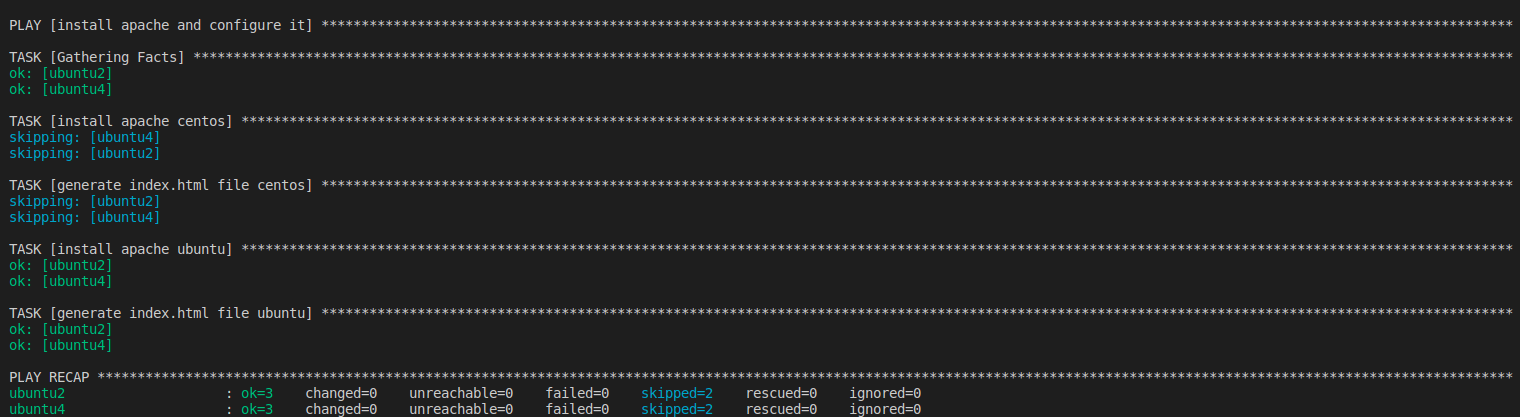 PLAY [install apache and configure it] *****************************************************************************************************************************************************
TASK [Gathering Facts] *********************************************************************************************************************************************************************
ok: [ubuntu2]
ok: [ubuntu4]
TASK [install apache centos] ***************************************************************************************************************************************************************
skipping: [ubuntu4]
skipping: [ubuntu2]
TASK [generate index.html file centos] *****************************************************************************************************************************************************
skipping: [ubuntu2]
skipping: [ubuntu4]
TASK [install apache ubuntu] ***************************************************************************************************************************************************************
ok: [ubuntu2]
ok: [ubuntu4]
TASK [generate index.html file ubuntu] *****************************************************************************************************************************************************
ok: [ubuntu2]
ok: [ubuntu4]
PLAY RECAP *********************************************************************************************************************************************************************************
ubuntu2                    : ok=3    changed=0    unreachable=0    failed=0    skipped=2    rescued=0    ignored=0
ubuntu4                    : ok=3    changed=0    unreachable=0    failed=0    skipped=2    rescued=0    ignored=0